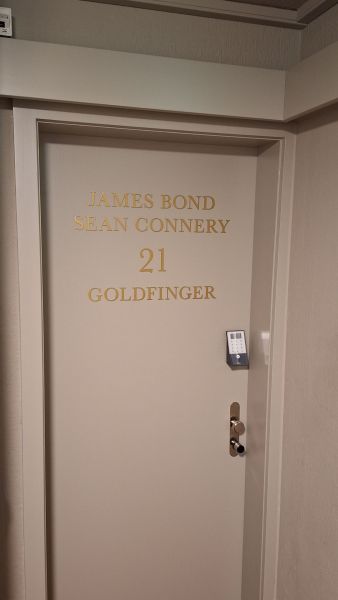 JAMES BOND
SEAN CONNERY
21
GOLDFINGER